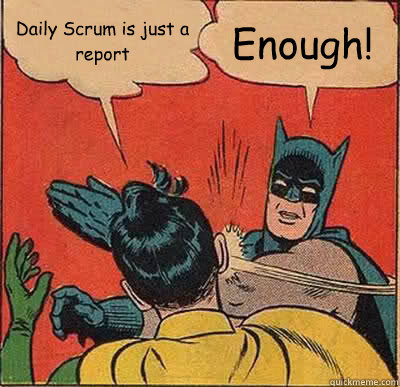 Daily Scrum is just a
report
Enough!
quickmeme.com